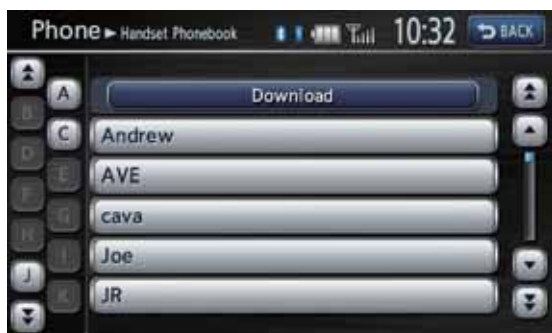 Phone ► Handset Phonebook 10:32 BACK
Download
A
B
Andrew
C
D
AVE
E
F
cava
G
H
Joe
I
J
JR
K